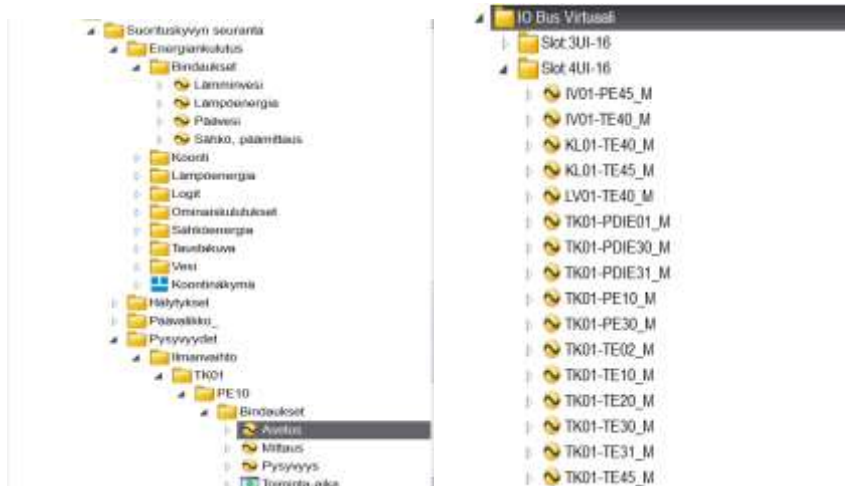 Suorituskyvyn seuranta
Energiankulutus
Bindaukset
Lämminvesi
Lämpöenergia
Päävesi
Sähkö, päämittaus
Koonti
Lämpöenergia
Logit
Ominaiskulutukset
Sähköenergia
Taustakuva
Vesi
Koontinäkymä
Hälytykset
Päävalikko_
Pysyvyydet
Ilmanvaihto
TK01
PE10
Bindaukset
Asetus
Mittaus
Pysyvyys
Toiminta-aika
IO Bus Virtuaali
Slot 3UI-16
Slot 4UI-16
IV01-PE45_M
IV01-TE40_M
KL01-TE40_M
KL01-TE45_M
LV01-TE40_M
TK01-PDIE01_M
TK01-PDIE30_M
TK01-PDIE31_M
TK01-PE10_M
TK01-PE30_M
TK01-TE02_M
TK01-TE10_M
TK01-TE20_M
TK01-TE30_M
TK01-TE31_M
TK01-TE45_M